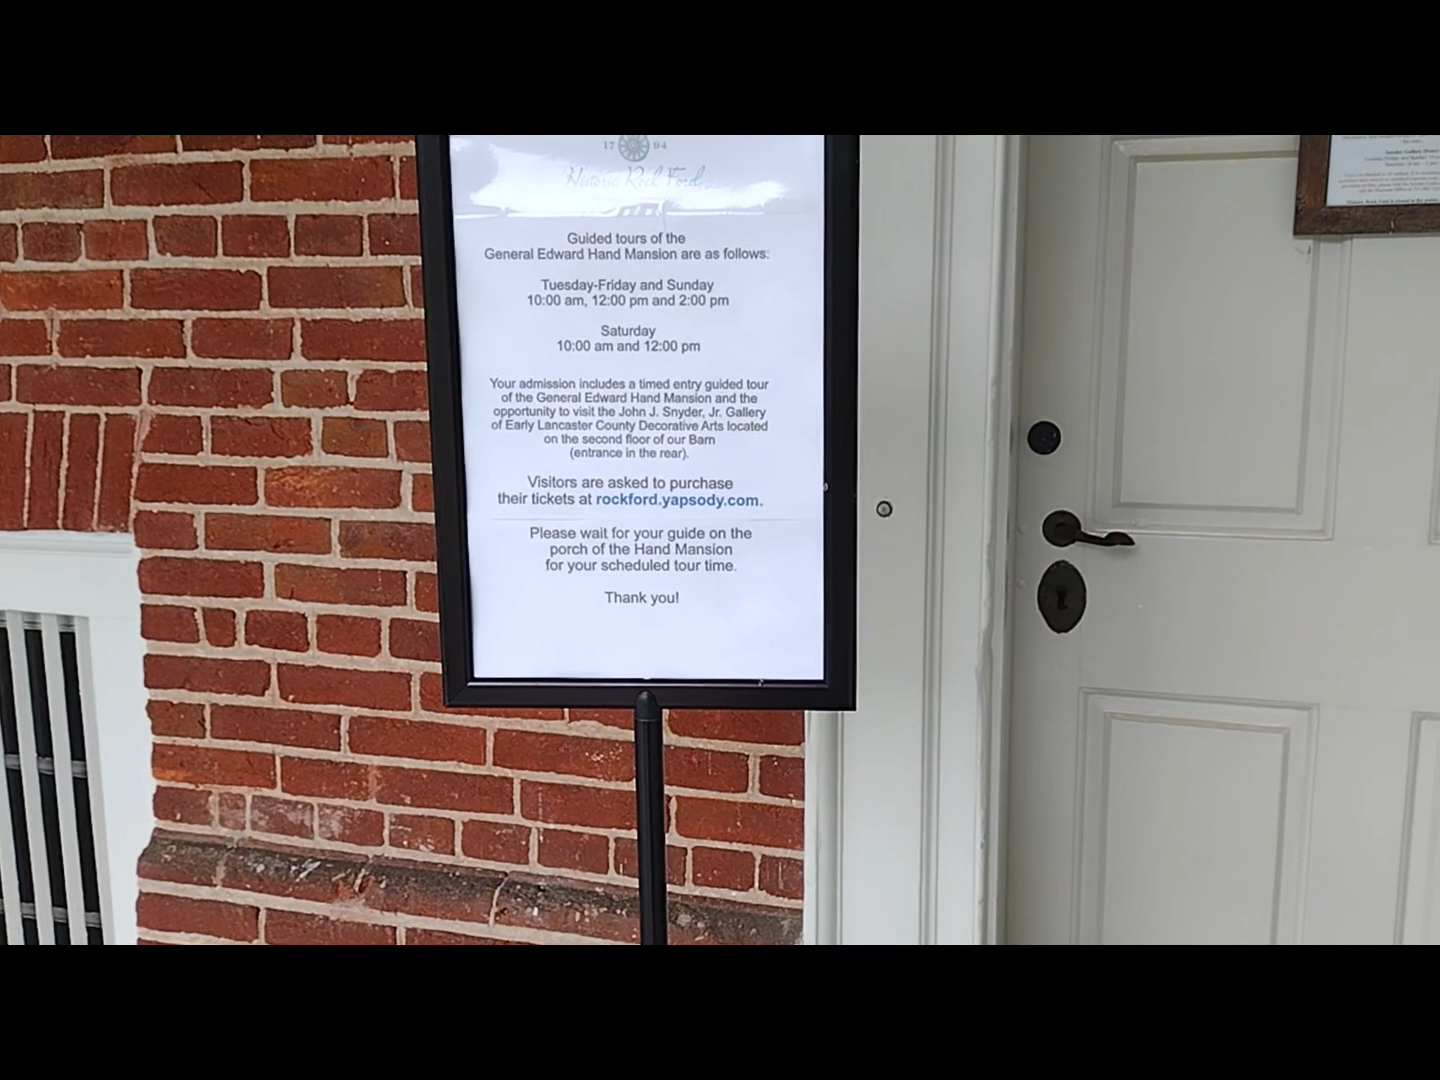 17 94
Historic Rock Ford
Guided tours of the
General Edward Hand Mansion are as follows:
Tuesday-Friday and Sunday
10:00 am, 12:00 pm and 2:00 pm
Saturday
10:00 am and 12:00 pm
Your admission includes a timed entry guided tour
of the General Edward Hand Mansion and the
opportunity to visit the John J. Snyder, Jr. Gallery
of Early Lancaster County Decorative Arts located
on the second floor of our Barn
(entrance in the rear).
Visitors are asked to purchase
their tickets at rockford.yapsody.com.
Please wait for your guide on the
porch of the Hand Mansion
for your scheduled tour time.
Thank you!